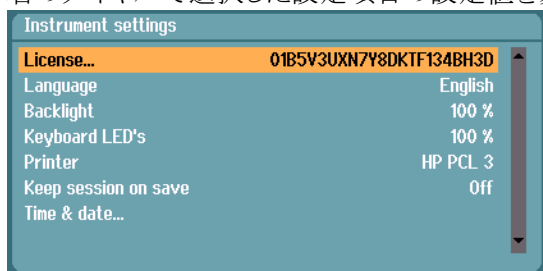 Instrument settings
License... 01B5V3UXN7Y8DKTF134BH3D
Language English
Backlight 100 %
Keyboard LED's 100 %
Printer HP PCL 3
Keep session on save Off
Time & date...